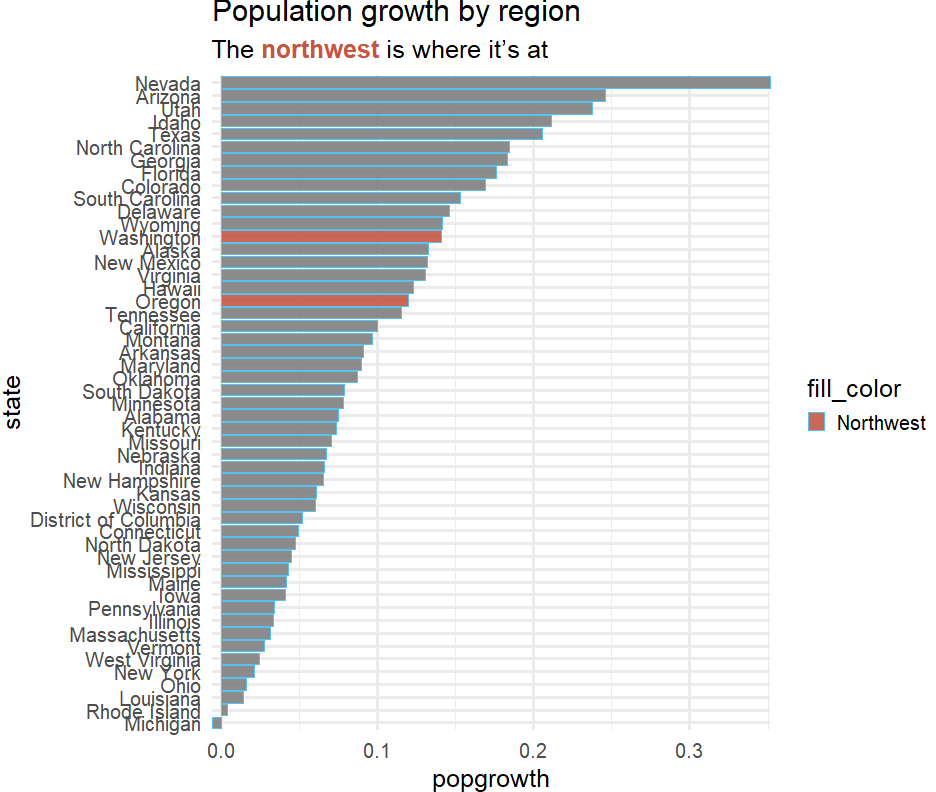 Population growth by region
The northwest is where it’s at
Nevada
Arizona
Utah
Idaho
Texas
North Carolina
Georgia
Florida
Colorado
South Carolina
Delaware
Wyoming
Washington
Alaska
New Mexico
Virginia
Hawaii
Oregon
Tennessee
California
Montana
Arkansas
Maryland
Oklahoma
South Dakota
Minnesota
Alabama
Kentucky
Missouri
Nebraska
Indiana
New Hampshire
Kansas
Wisconsin
District of Columbia
Connecticut
North Dakota
New Jersey
Mississippi
Maine
Iowa
Pennsylvania
Illinois
Massachusetts
Vermont
West Virginia
New York
Ohio
Louisiana
Rhode Island
Michigan
state
0.0 0.1 0.2 0.3
popgrowth
fill_color
Northwest